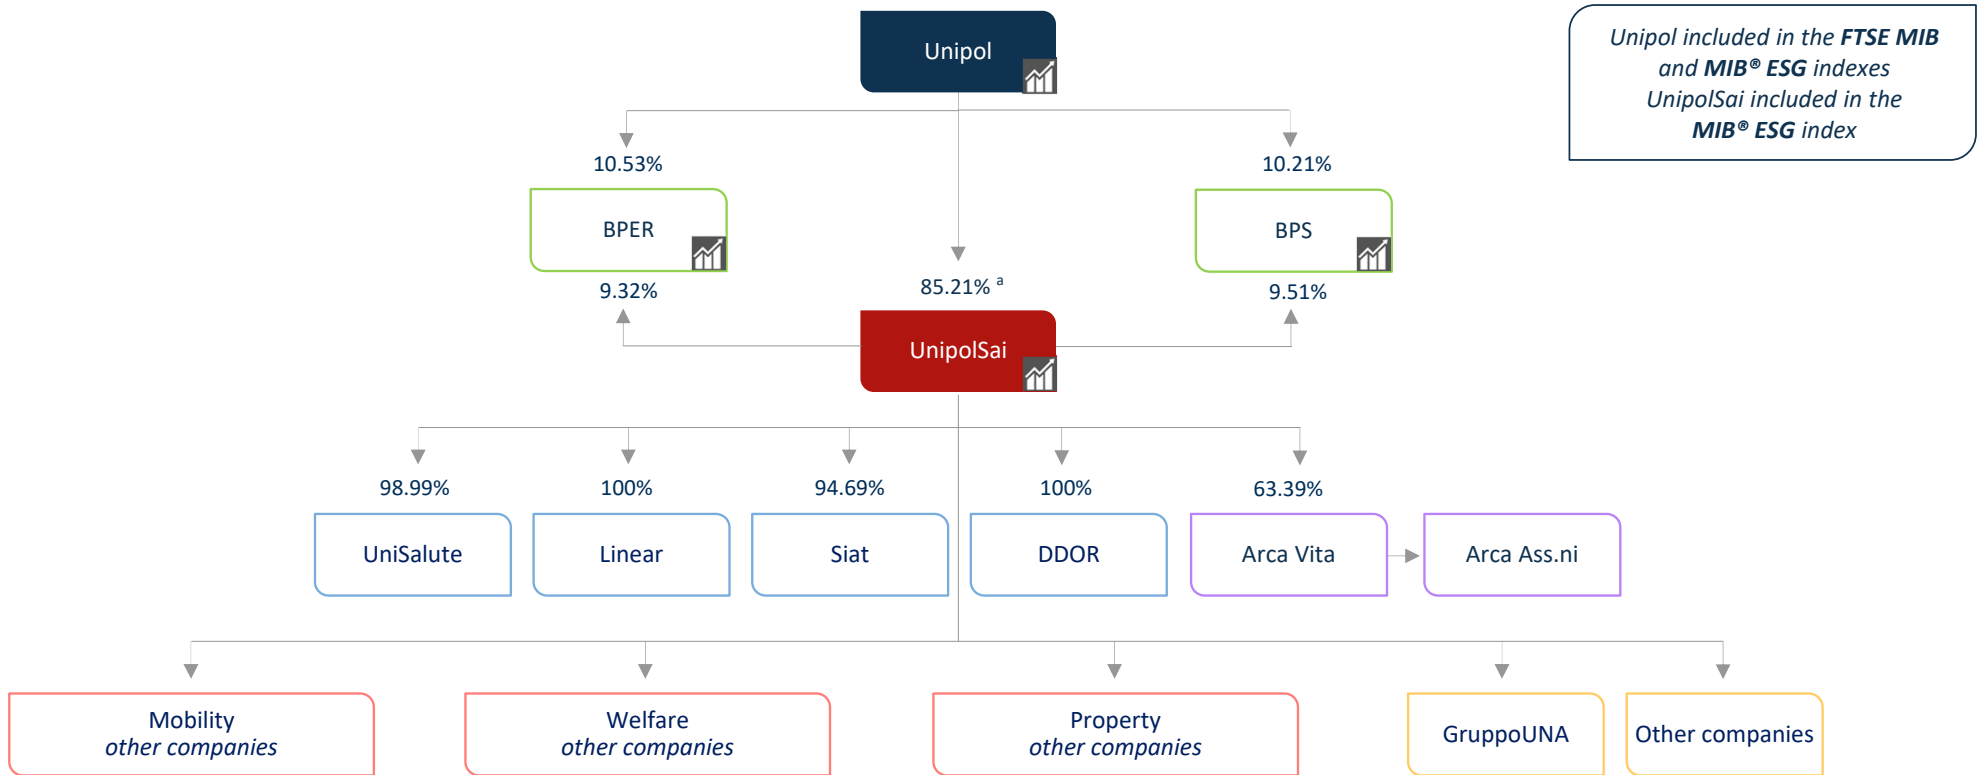 Unipol
Unipol included in the FTSE MIB
and MIB® ESG indexes
UnipolSai included in the
MIB® ESG index
10.53%
10.21%
BPER
BPS
9.32%
85.21% a
9.51%
UnipolSai
98.99%
100%
94.69%
100%
63.39%
UniSalute
Linear
Siat
DDOR
Arca Vita
Arca Ass.ni
Mobility
other companies
Welfare
other companies
Property
other companies
GruppoUNA
Other companies